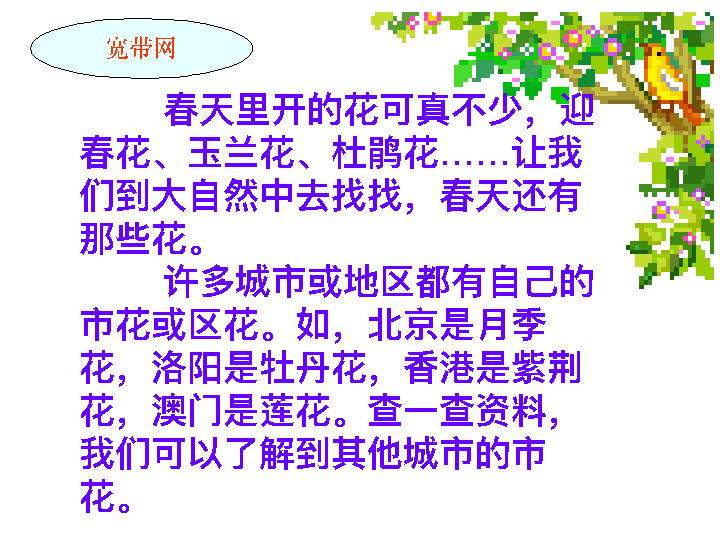 宽带网
春天里开的花可真不少，迎
春花、玉兰花、杜鹃花……让我
们到大自然中去找找，春天还有
那些花。
许多城市或地区都有自己的
市花或区花。如，北京是月季
花，洛阳是牡丹花，香港是紫荆
花，澳门是莲花。查一查资料，
我们可以了解到其他城市的市
花。